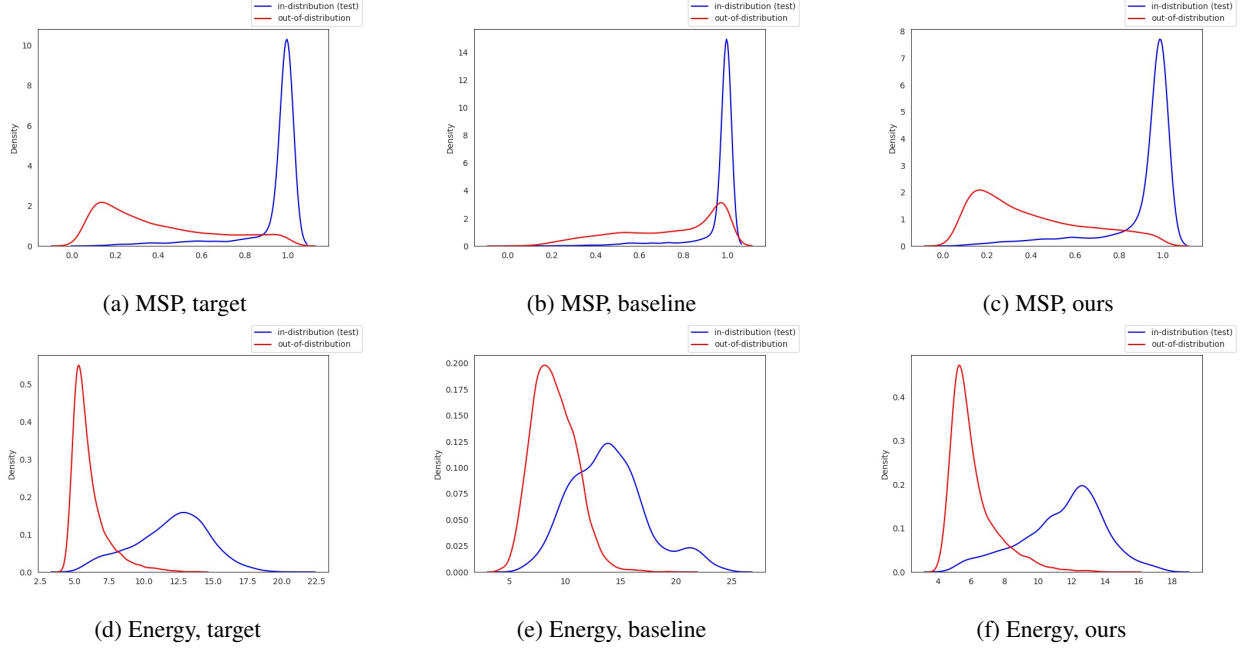 in-distribution (test)
out-of-distribution
10
8
6
4
2
0
Density
0.0 0.2 0.4 0.6 0.8 1.0
(a) MSP, target
in-distribution (test)
out-of-distribution
14
12
10
8
6
4
2
0
Density
0.0 0.2 0.4 0.6 0.8 1.0
(b) MSP, baseline
in-distribution (test)
out-of-distribution
8
7
6
5
4
3
2
1
0
Density
0.0 0.2 0.4 0.6 0.8 1.0
(c) MSP, ours
in-distribution (test)
out-of-distribution
0.5
0.4
0.3
0.2
0.1
0.0
Density
2.5 5.0 7.5 10.0 12.5 15.0 17.5 20.0 22.5
(d) Energy, target
in-distribution (test)
out-of-distribution
0.200
0.175
0.150
0.125
0.100
0.075
0.050
0.025
0.000
Density
5 10 15 20 25
(e) Energy, baseline
in-distribution (test)
out-of-distribution
0.4
0.3
0.2
0.1
0.0
Density
4 6 8 10 12 14 16 18
(f) Energy, ours